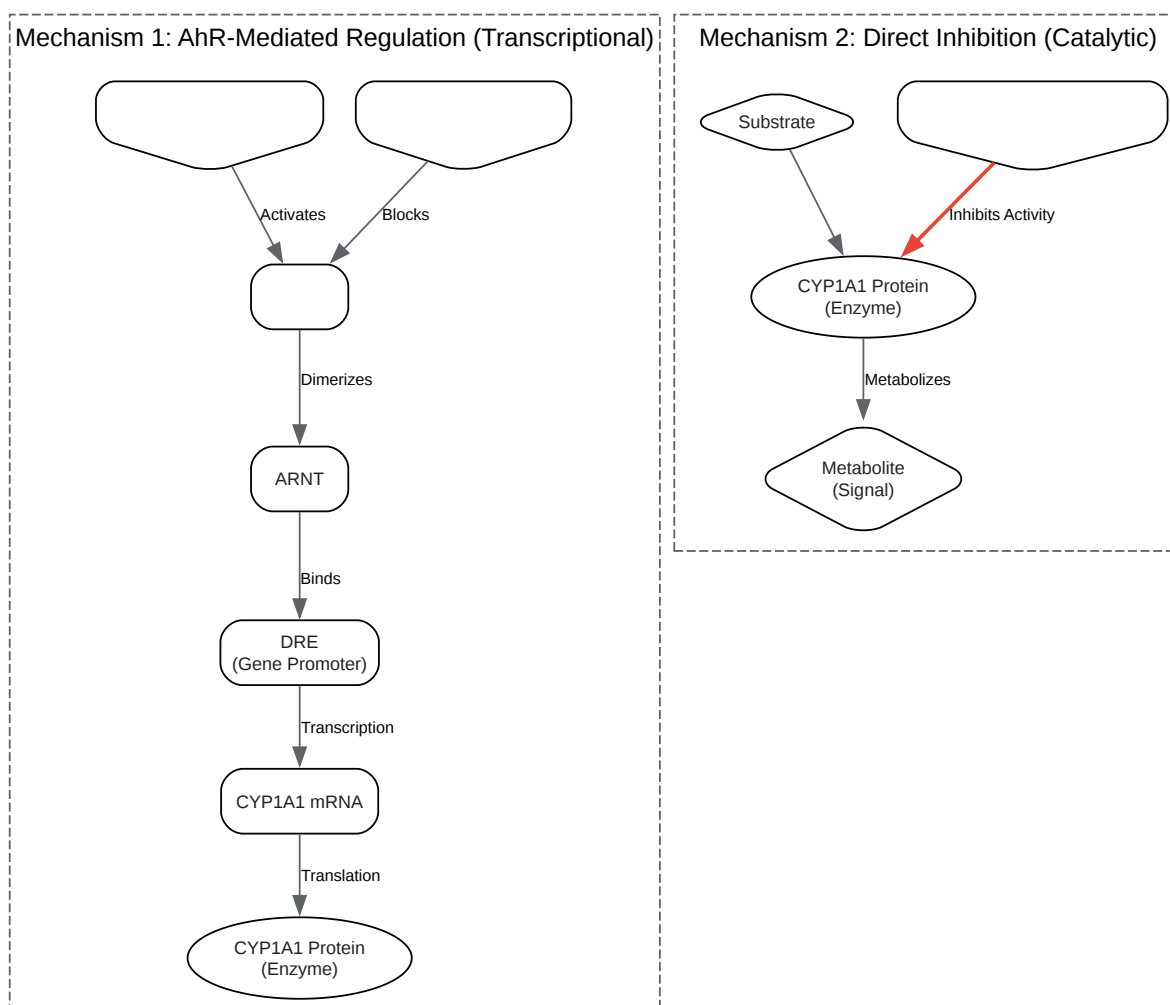 Mechanism 1: AhR-Mediated Regulation (Transcriptional)
Activates
Blocks
Dimerizes
ARNT
Binds
DRE
(Gene Promoter)
Transcription
CYP1A1 mRNA
Translation
CYP1A1 Protein
(Enzyme)
Mechanism 2: Direct Inhibition (Catalytic)
Substrate
Inhibits Activity
CYP1A1 Protein
(Enzyme)
Metabolizes
Metabolite
(Signal)